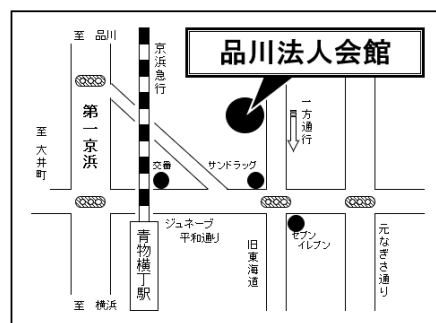 至 品川
京浜急行
品川法人会館
第一京浜
一方通行
至 大井町
交番
サンドラッグ
ジュネーブ
平和通り
青物横丁駅
旧東海道
セブン
イレブン
元なぎさ通り
至 横浜